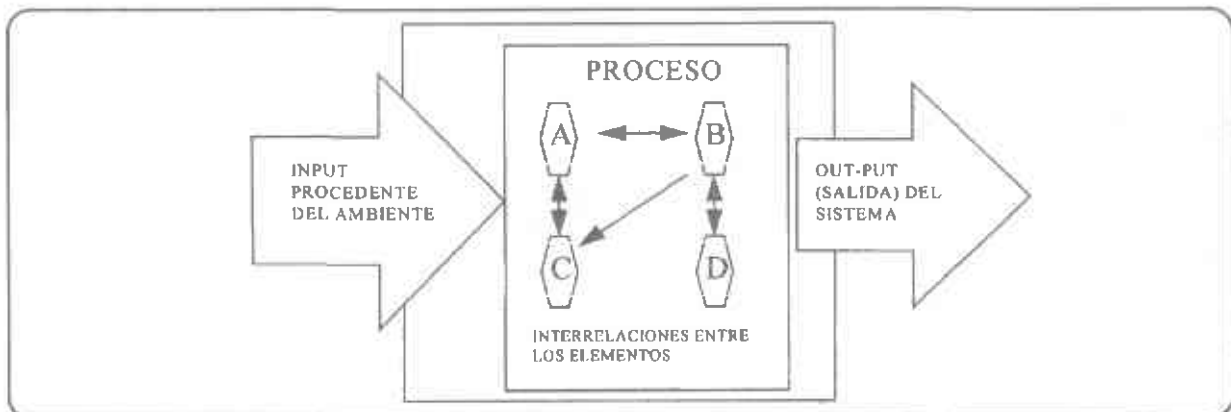 PROCESO
A
B
INPUT
PROCEDENTE
DEL AMBIENTE
OUT-PUT
(SALIDA) DEL
SISTEMA
C
D
INTERRELACIONES ENTRE
LOS ELEMENTOS